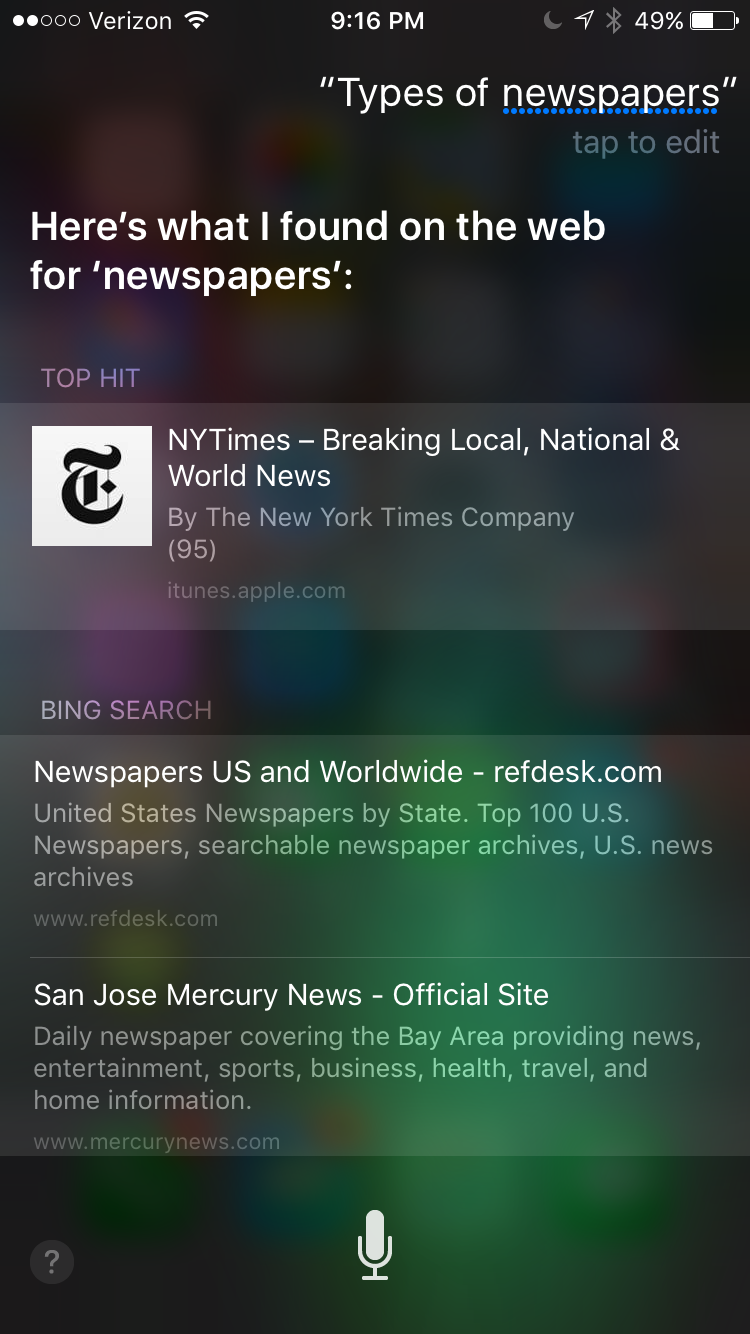 Verizon 9:16 PM 49%
“Types of newspapers”
tap to edit
Here’s what I found on the web
for ‘newspapers’:
TOP HIT
NYTimes – Breaking Local, National &
World News
By The New York Times Company
(95)
itunes.apple.com
BING SEARCH
Newspapers US and Worldwide - refdesk.com
United States Newspapers by State. Top 100 U.S.
Newspapers, searchable newspaper archives, U.S. news
archives
www.refdesk.com
San Jose Mercury News - Official Site
Daily newspaper covering the Bay Area providing news,
entertainment, sports, business, health, travel, and
home information.
www.mercurynews.com
?